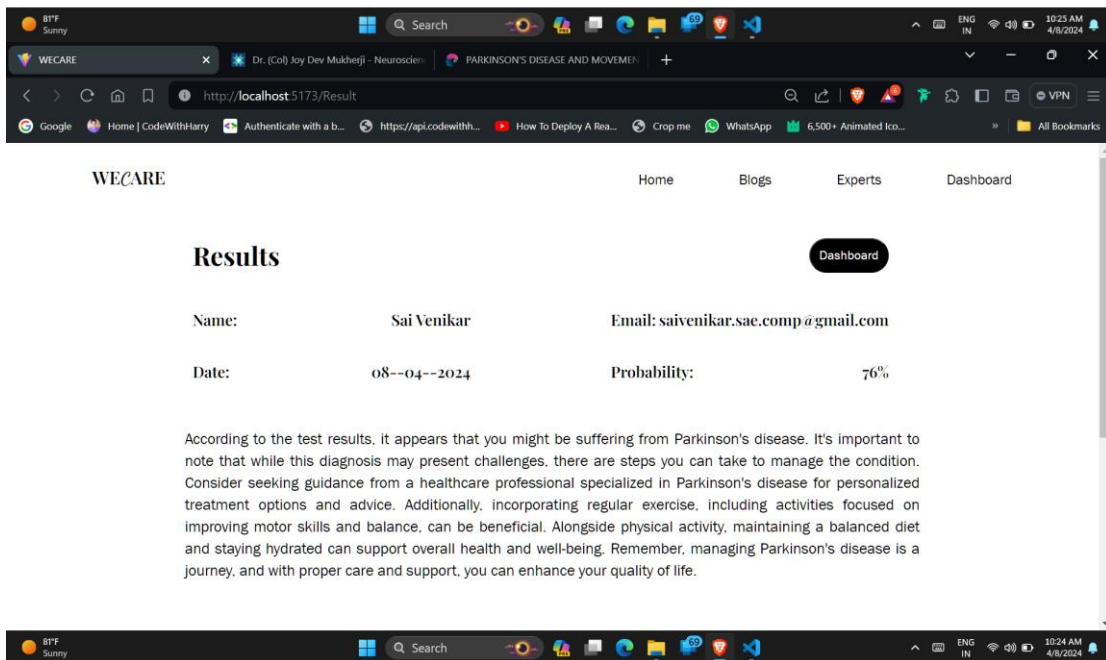 81°F
Sunny
Search
69
ENG
IN
10:25 AM
4/8/2024
WECARE
Dr. (Col) Joy Dev Mukherji - Neuroscien
PARKINSON'S DISEASE AND MOVEMEN
http://localhost:5173/Result
VPN
Google
Home | CodeWithHarry
Authenticate with a b...
https://api.codewithh...
How To Deploy A Rea...
Crop me
WhatsApp
6,500+ Animated Ico...
»
All Bookmarks
WECARE
Home
Blogs
Experts
Dashboard
Results
Dashboard
Name:
Sai Venikar
Email: saivenikar.sae.comp@gmail.com
Date:
08--04--2024
Probability:
76%
According to the test results, it appears that you might be suffering from Parkinson's disease. It's important to
note that while this diagnosis may present challenges, there are steps you can take to manage the condition.
Consider seeking guidance from a healthcare professional specialized in Parkinson's disease for personalized
treatment options and advice. Additionally, incorporating regular exercise, including activities focused on
improving motor skills and balance, can be beneficial. Alongside physical activity, maintaining a balanced diet
and staying hydrated can support overall health and well-being. Remember, managing Parkinson's disease is a
journey, and with proper care and support, you can enhance your quality of life.
81°F
Sunny
Search
69
ENG
IN
10:24 AM
4/8/2024